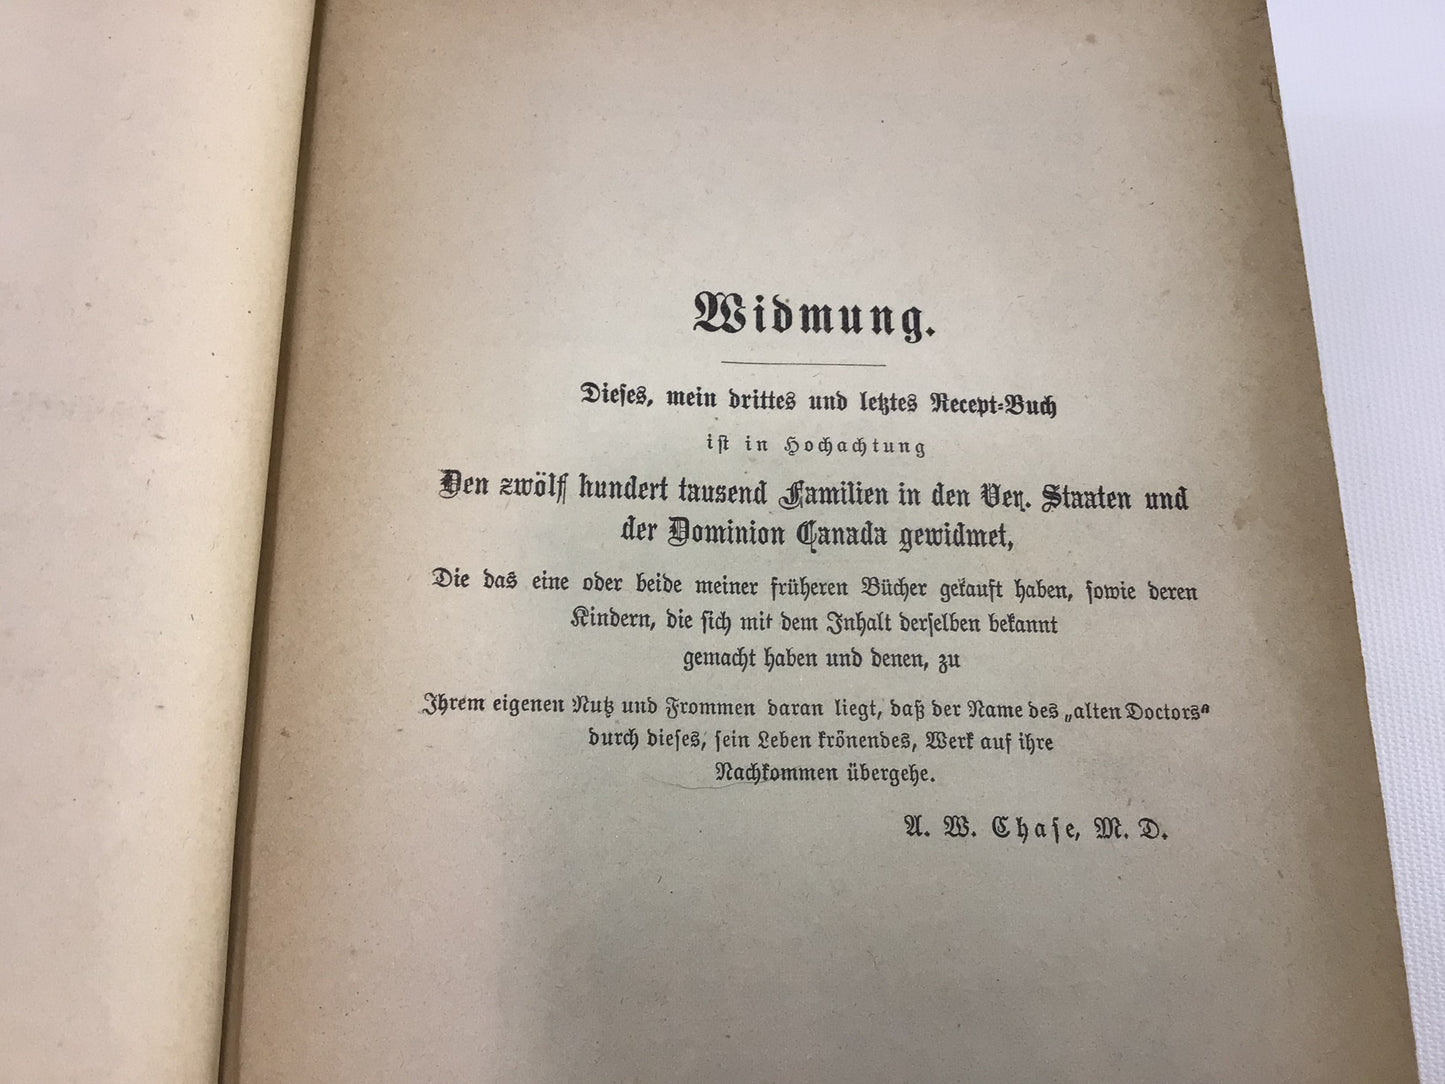 Widmung.
Dieses, mein drittes und letztes Recept-Buch
ist in Hochachtung
Den zwölf hundert tausend Familien in den Ver. Staaten und
der Dominion Canada gewidmet,
Die das eine oder beide meiner früheren Bücher gekauft haben, sowie deren
Kindern, die sich mit dem Inhalt derselben bekannt
gemacht haben und denen, zu
Ihrem eigenen Nutz und Frommen daran liegt, daß der Name des „alten Doctors“
durch dieses, sein Leben krönendes, Werk auf ihre
Nachkommen übergehe.
A. W. Chase, M. D.